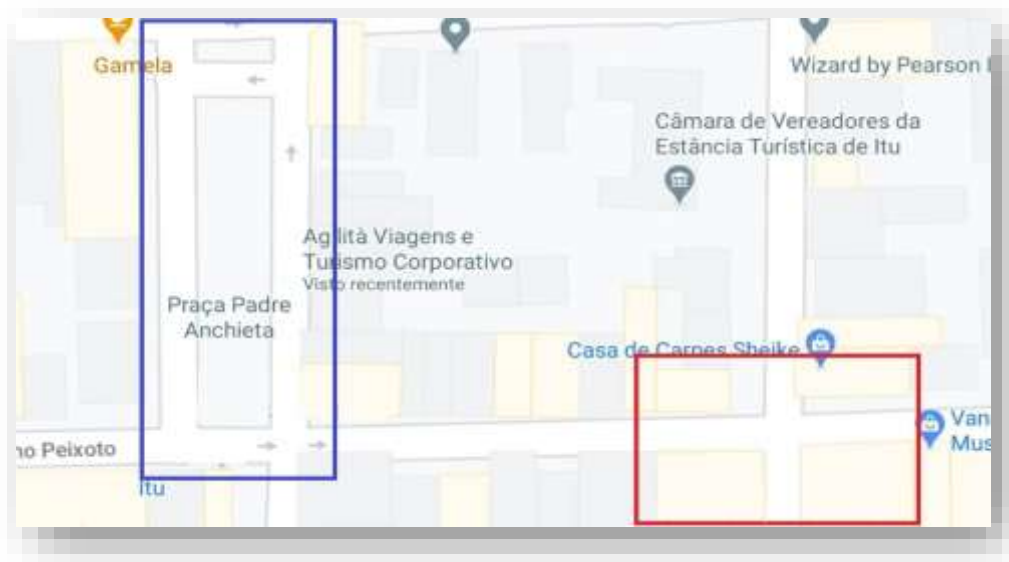 Gamela
Wizard by Pearson
Câmara de Vereadores da
Estância Turística de Itu
Agilità Viagens e
Turismo Corporativo
Visto recentemente
Praça Padre
Anchieta
Casa de Carnes Sheike
no Peixoto
Van
Mus
Itu